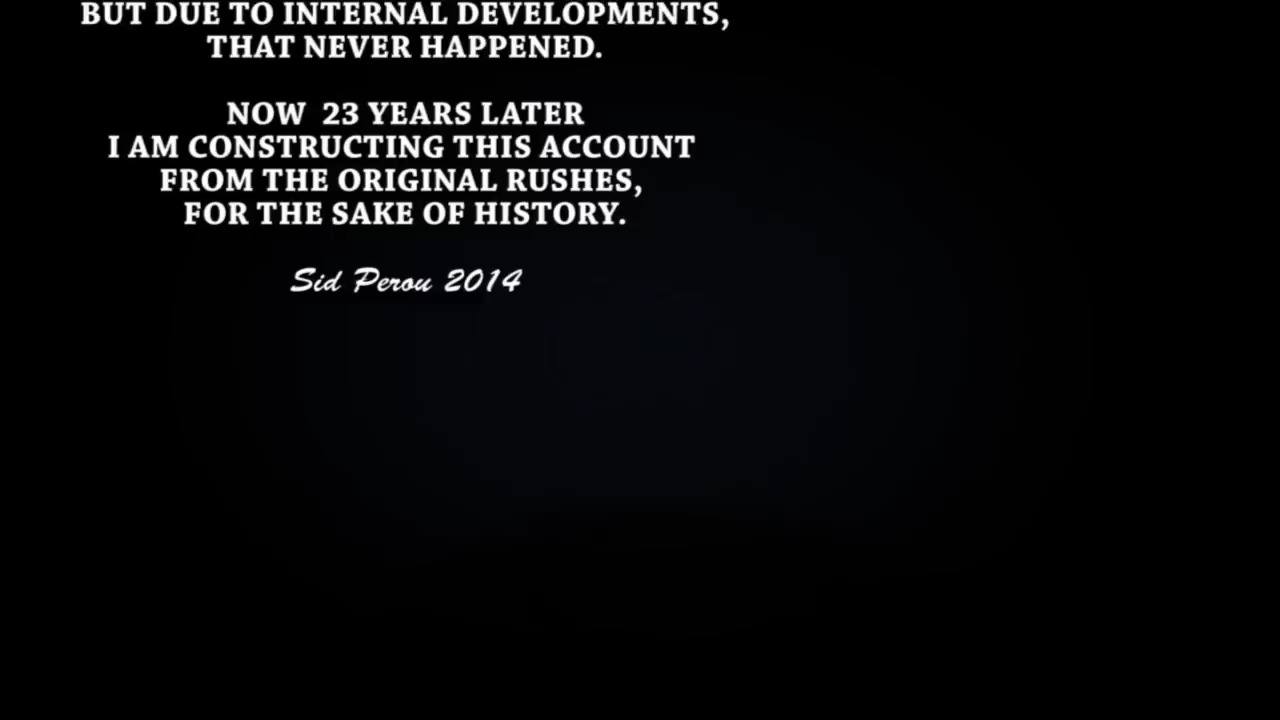 BUT DUE TO INTERNAL DEVELOPMENTS,
THAT NEVER HAPPENED.
NOW 23 YEARS LATER
I AM CONSTRUCTING THIS ACCOUNT
FROM THE ORIGINAL RUSHES,
FOR THE SAKE OF HISTORY.
Sid Perou 2014